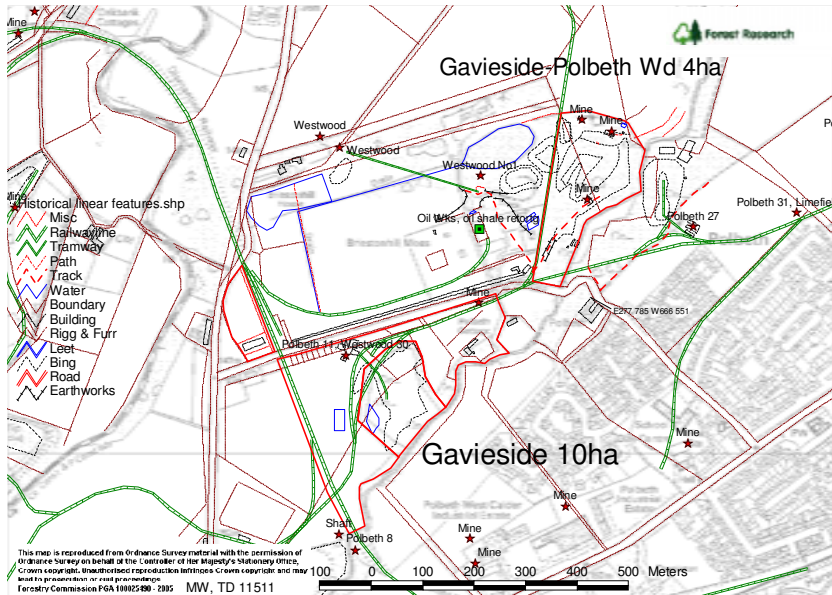 Mine
Forest Research
Gavieside-Polbeth Wd 4ha
Mine
Mine
Westwood
Westwood
Westwood No1
Mine
Mine
Historical linear features.shp
Misc
Railwayline
Tramway
Path
Track
Water
Boundary
Building
Rigg & Furr
Leet
Bing
Road
Earthworks
Polbeth 31, Limefie
Polbeth 27
Polbeth
Oil Wks, oil shale retorts
Mine
E277 785 W666 551
Polbeth 11, Westwood 30
Gavieside 10ha
Mine
Mine
Shaft
Polbeth 8
Mine
Mine
This map is reproduced from Ordnance Survey material with the permission of
Ordnance Survey on behalf of the Controller of Her Majesty's Stationery Office,
Crown copyright. Unauthorised reproduction infringes Crown copyright and may
lead to prosecution or civil proceedings.
Forestry Commission PGA 100025498 - 2005
MW, TD 11511
100 0 100 200 300 400 500 Meters